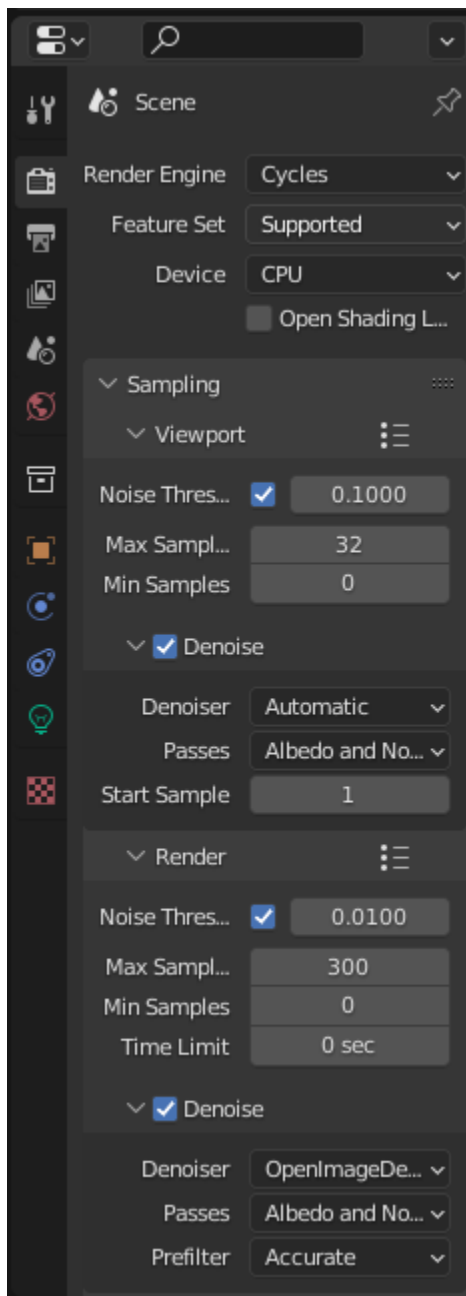 Scene
Render Engine Cycles
Feature Set Supported
Device CPU
Open Shading L...
Sampling
Viewport
Noise Thres... 0.1000
Max Sampl... 32
Min Samples 0
Denoise
Denoiser Automatic
Passes Albedo and No...
Start Sample 1
Render
Noise Thres... 0.0100
Max Sampl... 300
Min Samples 0
Time Limit 0 sec
Denoise
Denoiser OpenImageDe...
Passes Albedo and No...
Prefilter Accurate